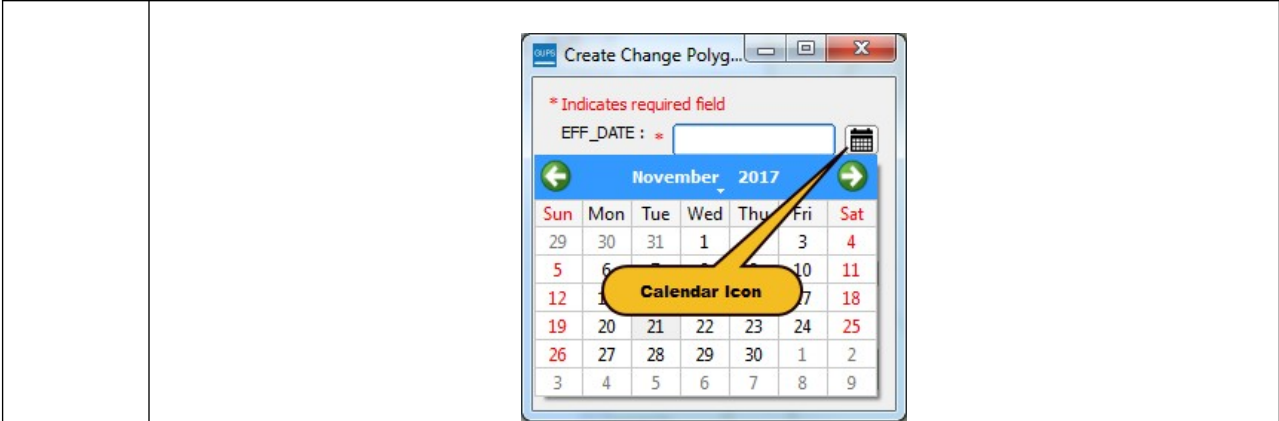 OUPS Create Change Polyg...
* Indicates required field
EFF_DATE : *
November 2017
Sun Mon Tue Wed Thu Fri Sat
29 30 31 1 3 4
5 6 10 11
12 18
Calendar Icon
19 20 21 22 23 24 25
26 27 28 29 30 1 2
3 4 5 6 7 8 9